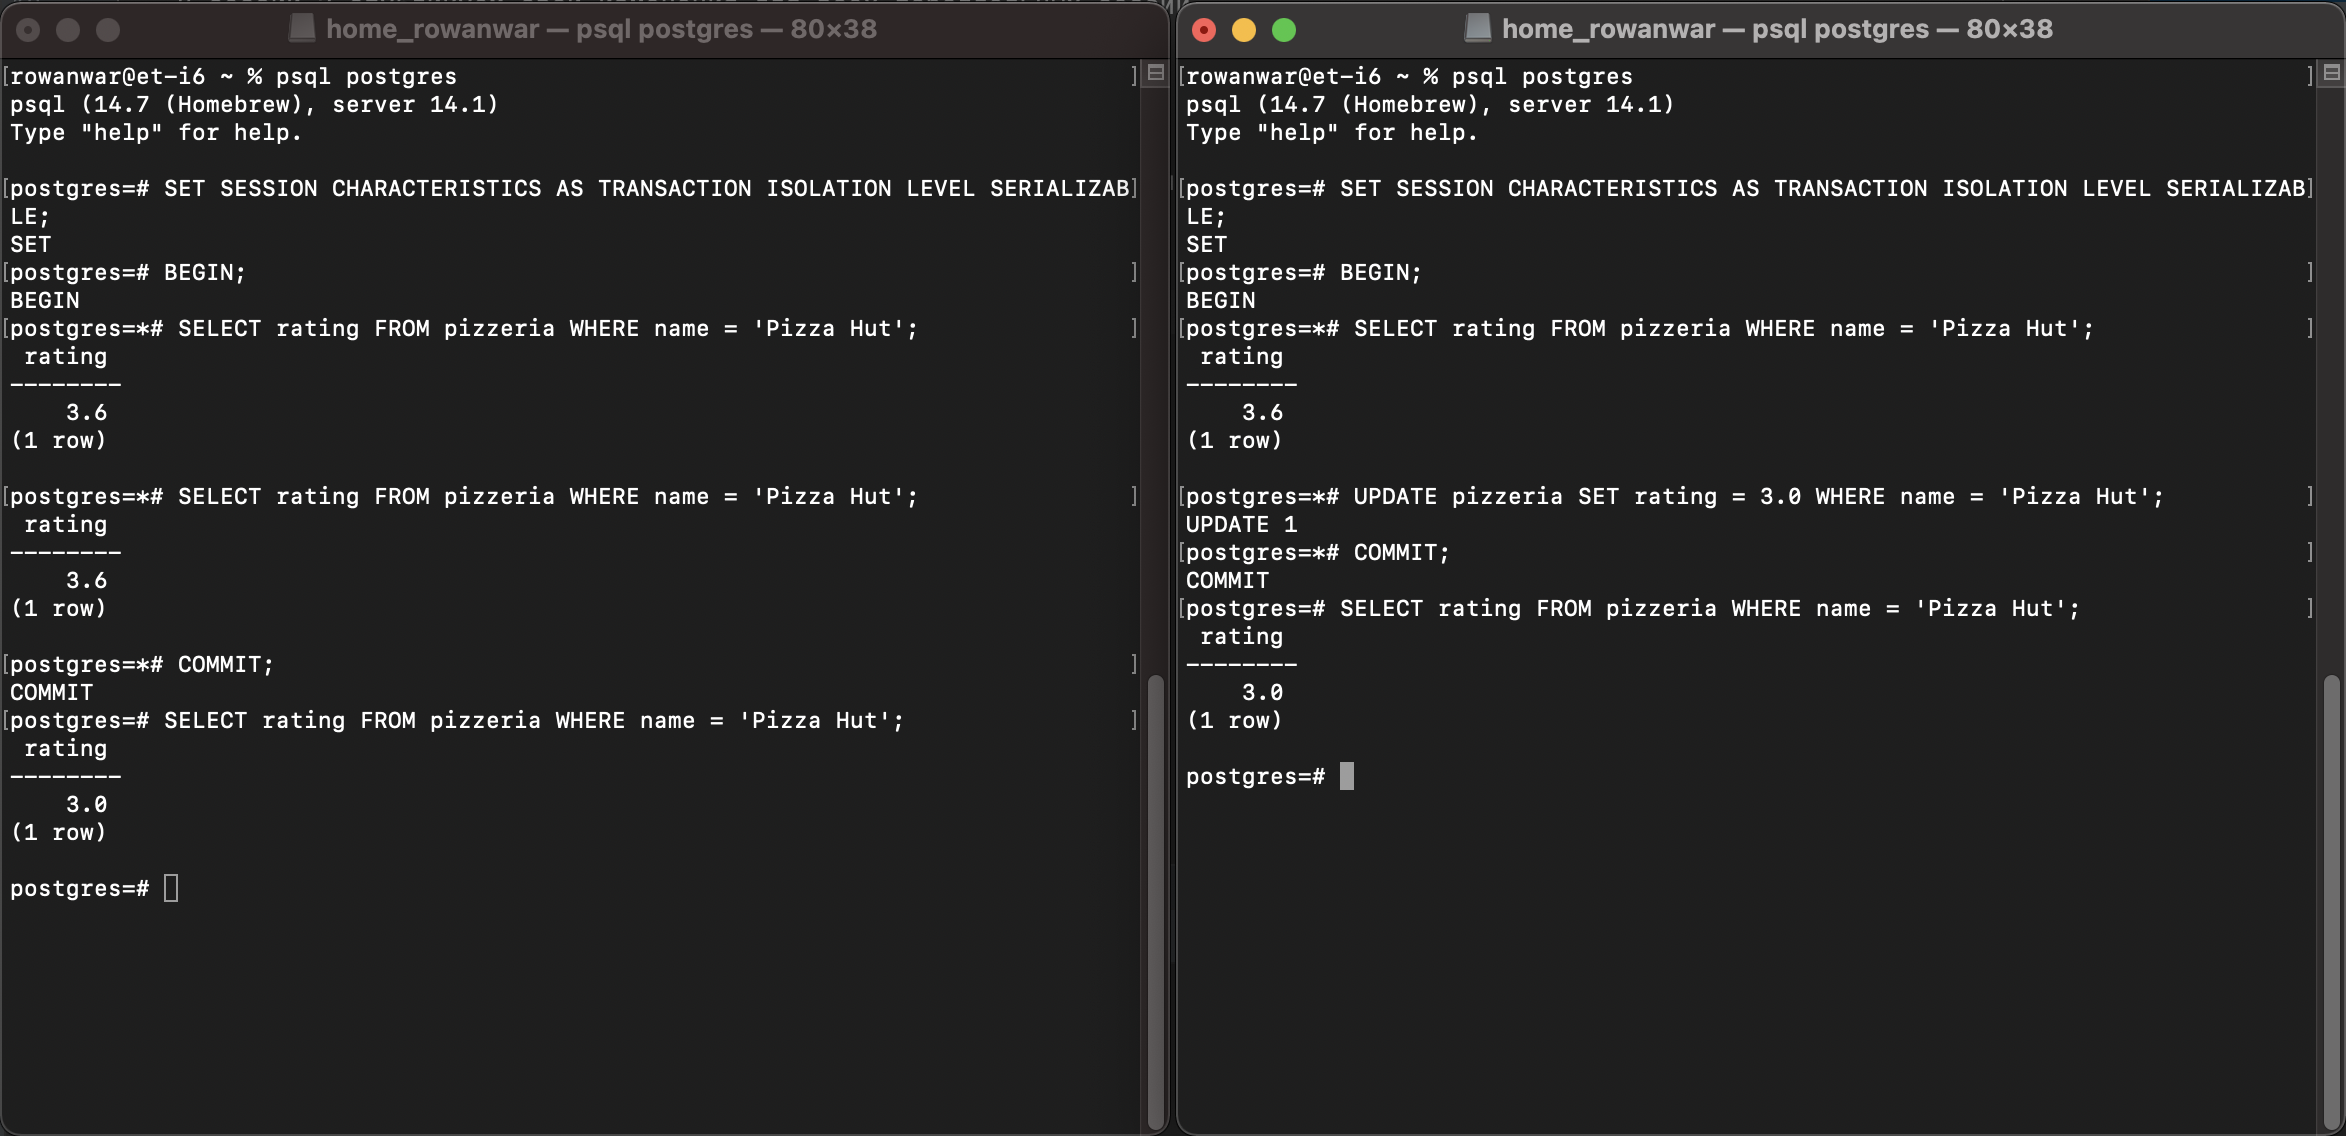 home_rowanwar — psql postgres — 80×38
[rowanwar@et-i6 ~ % psql postgres ]
psql (14.7 (Homebrew), server 14.1)
Type "help" for help.
[postgres=# SET SESSION CHARACTERISTICS AS TRANSACTION ISOLATION LEVEL SERIALIZAB]
LE;
SET
[postgres=# BEGIN; ]
BEGIN
[postgres=*# SELECT rating FROM pizzeria WHERE name = 'Pizza Hut'; ]
rating
--------
3.6
(1 row)
[postgres=*# SELECT rating FROM pizzeria WHERE name = 'Pizza Hut'; ]
rating
--------
3.6
(1 row)
[postgres=*# COMMIT; ]
COMMIT
[postgres=# SELECT rating FROM pizzeria WHERE name = 'Pizza Hut'; ]
rating
--------
3.0
(1 row)
postgres=#
home_rowanwar — psql postgres — 80×38
[rowanwar@et-i6 ~ % psql postgres ]
psql (14.7 (Homebrew), server 14.1)
Type "help" for help.
[postgres=# SET SESSION CHARACTERISTICS AS TRANSACTION ISOLATION LEVEL SERIALIZAB]
LE;
SET
[postgres=# BEGIN; ]
BEGIN
[postgres=*# SELECT rating FROM pizzeria WHERE name = 'Pizza Hut'; ]
rating
--------
3.6
(1 row)
[postgres=*# UPDATE pizzeria SET rating = 3.0 WHERE name = 'Pizza Hut'; ]
UPDATE 1
[postgres=*# COMMIT; ]
COMMIT
[postgres=# SELECT rating FROM pizzeria WHERE name = 'Pizza Hut'; ]
rating
--------
3.0
(1 row)
postgres=#